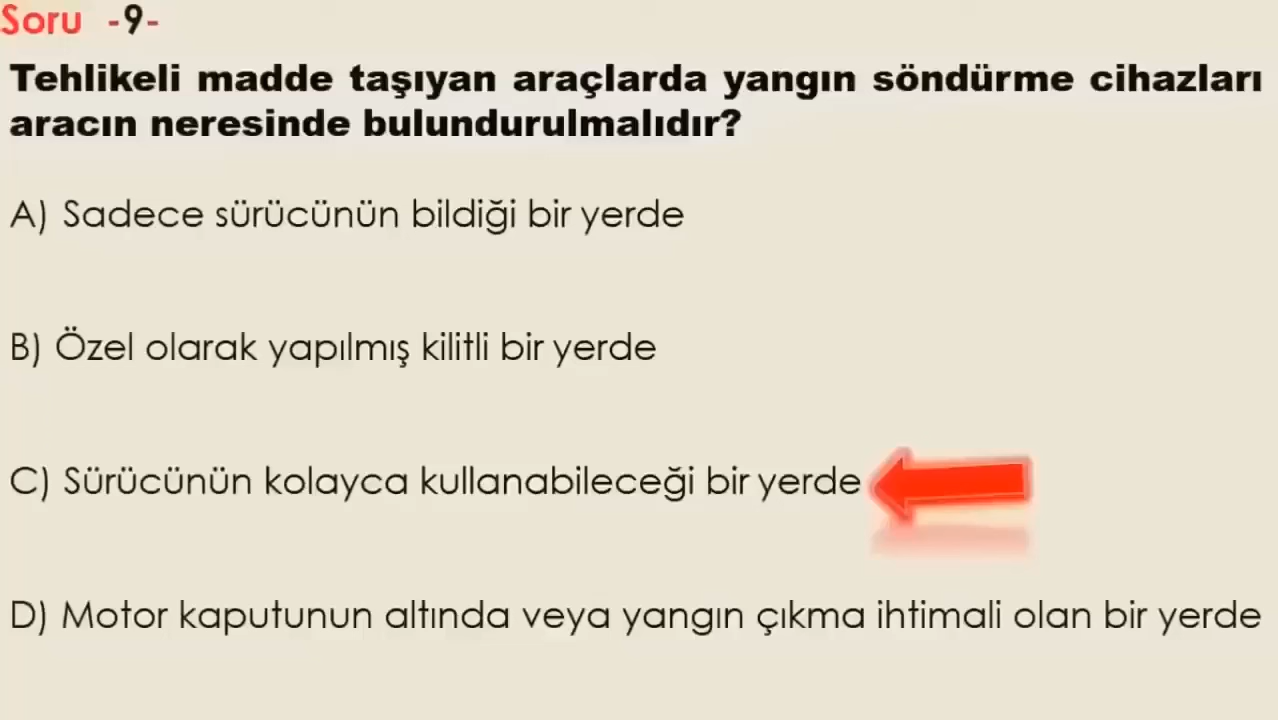 Soru -9-
Tehlikeli madde taşıyan araçlarda yangın söndürme cihazları
aracın neresinde bulundurulmalıdır?
A) Sadece sürücünün bildiği bir yerde
B) Özel olarak yapılmış kilitli bir yerde
C) Sürücünün kolayca kullanabileceği bir yerde
D) Motor kaputunun altında veya yangın çıkma ihtimali olan bir yerde